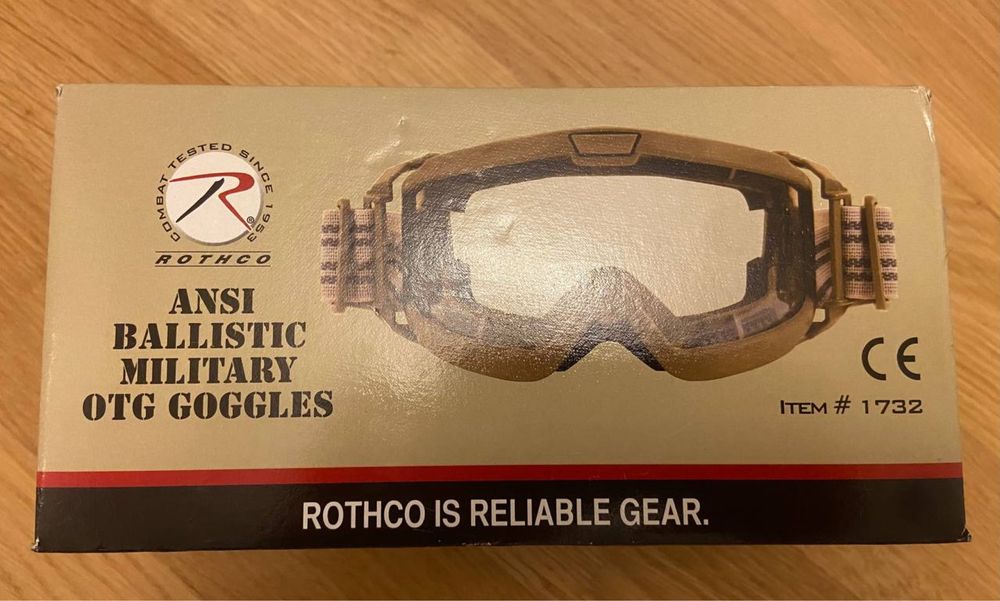 COMBAT TESTED SINCE 1953
R
®
ROTHCO
ANSI
BALLISTIC
MILITARY
OTG GOGGLES
CE
ITEM # 1732
ROTHCO IS RELIABLE GEAR.